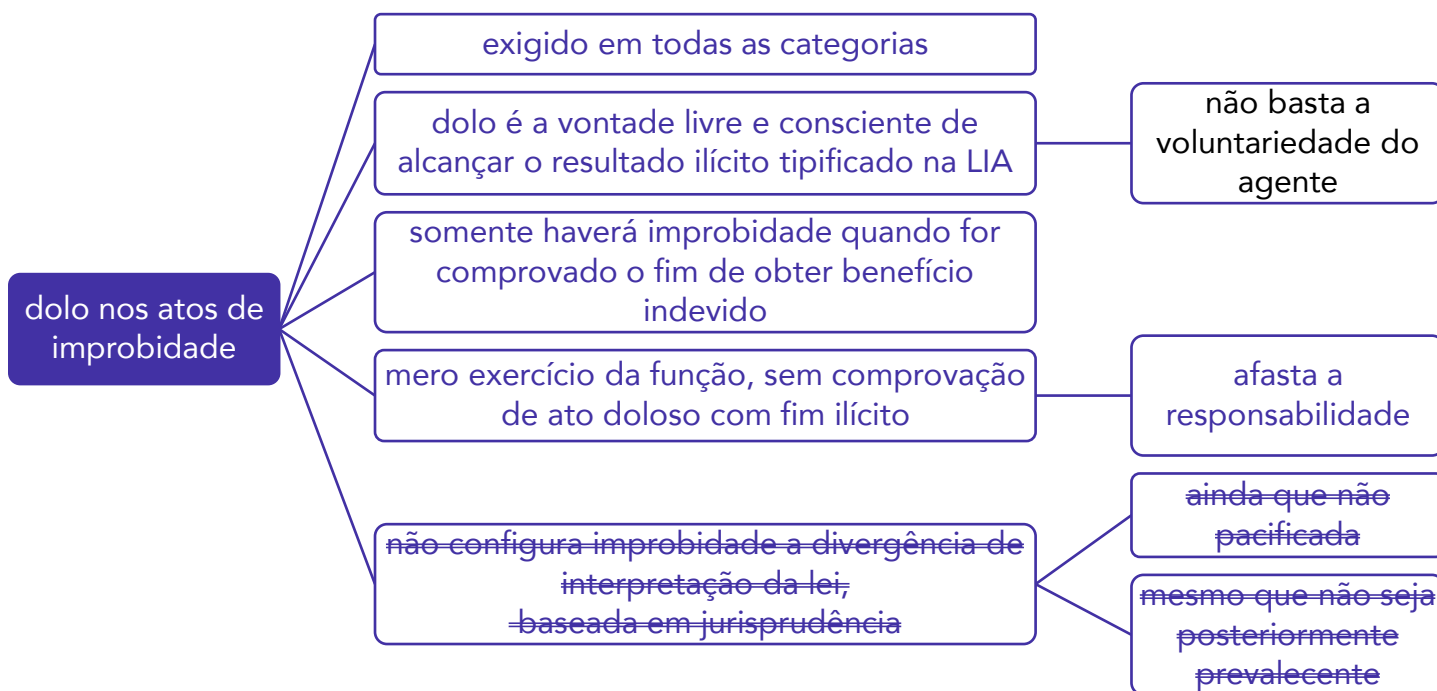 exigido em todas as categorias
dolo é a vontade livre e consciente de
alcançar o resultado ilícito tipificado na LIA
não basta a
voluntariedade do
agente
somente haverá improbidade quando for
comprovado o fim de obter benefício
indevido
dolo nos atos de
improbidade
mero exercício da função, sem comprovação
de ato doloso com fim ilícito
afasta a
responsabilidade
não configura improbidade a divergência de
interpretação da lei,
baseada em jurisprudência
ainda que não
pacificada
mesmo que não seja
posteriormente
prevalecente